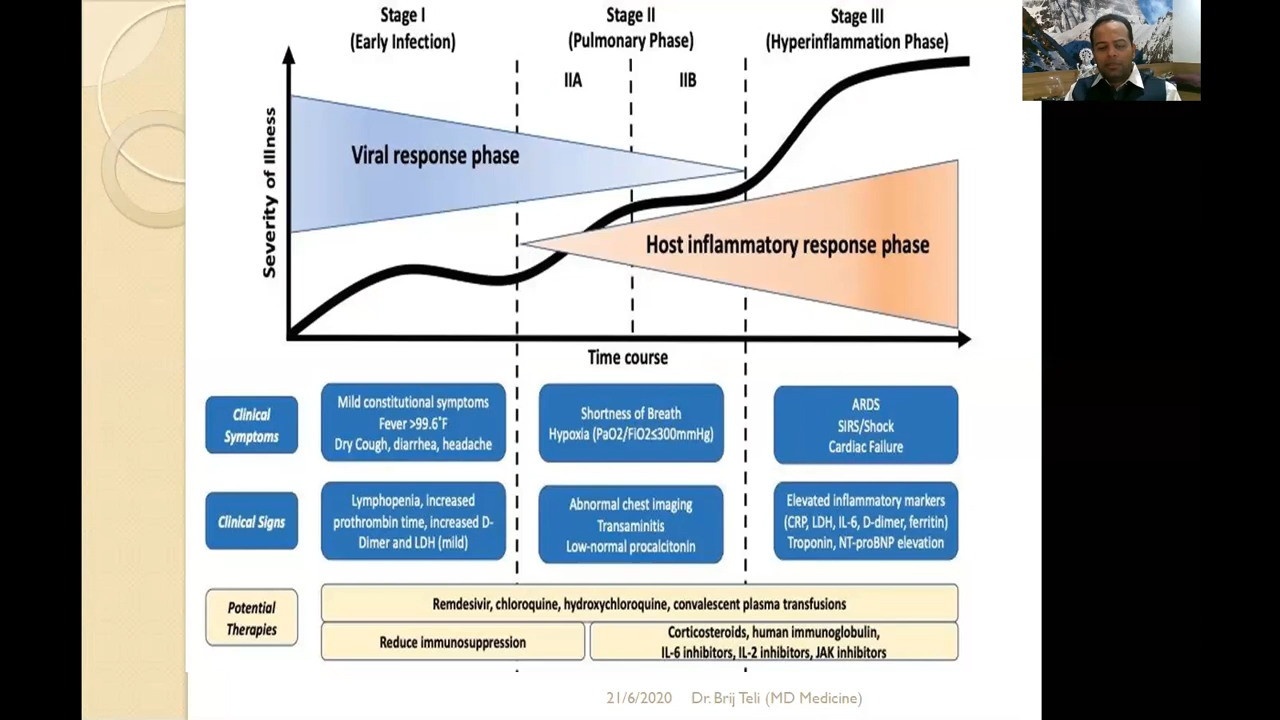 Stage I
(Early Infection)
Stage II
(Pulmonary Phase)
Stage III
(Hyperinflammation Phase)
IIA
IIB
Severity of Illness
Viral response phase
Host inflammatory response phase
Time course
Clinical
Symptoms
Mild constitutional symptoms
Fever >99.6°F
Dry Cough, diarrhea, headache
Shortness of Breath
Hypoxia (PaO2/FiO2≤300mmHg)
ARDS
SIRS/Shock
Cardiac Failure
Clinical Signs
Lymphopenia, increased
prothrombin time, increased D-
Dimer and LDH (mild)
Abnormal chest imaging
Transaminitis
Low-normal procalcitonin
Elevated inflammatory markers
(CRP, LDH, IL-6, D-dimer, ferritin)
Troponin, NT-proBNP elevation
Potential
Therapies
Remdesivir, chloroquine, hydroxychloroquine, convalescent plasma transfusions
Reduce immunosuppression
Corticosteroids, human immunoglobulin,
IL-6 inhibitors, IL-2 inhibitors, JAK inhibitors
21/6/2020 Dr. Brij Teli (MD Medicine)